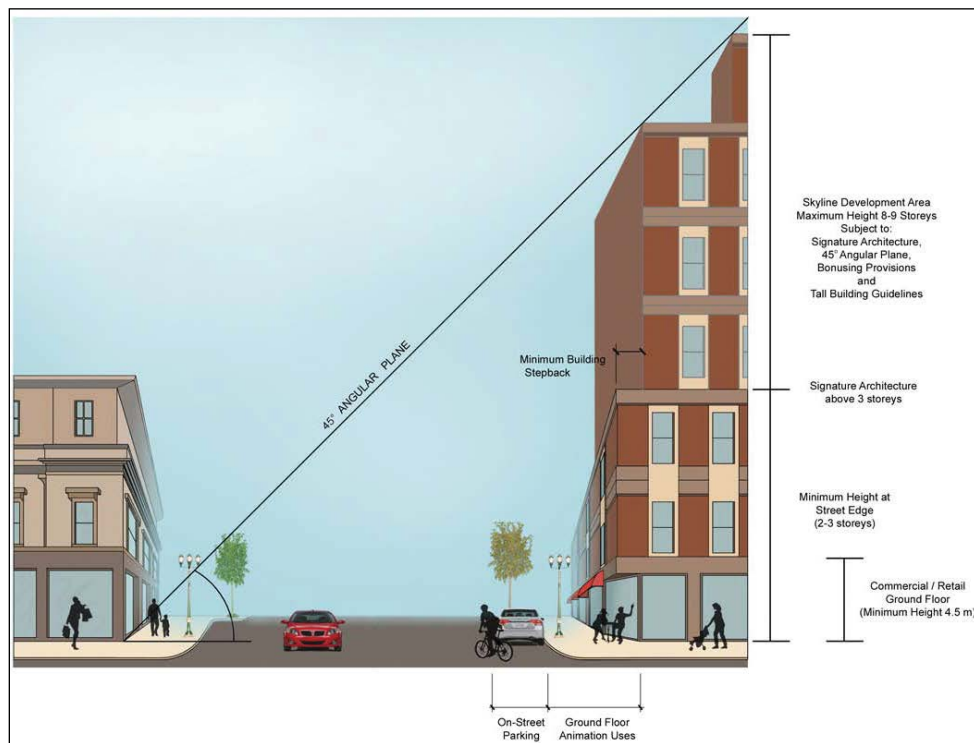 Skyline Development Area
Maximum Height 8-9 Storeys
Subject to:
Signature Architecture,
45° Angular Plane,
Bonusing Provisions
and
Tall Building Guidelines
45° ANGULAR PLANE
Minimum Building
Stepback
Signature Architecture
above 3 storeys
Minimum Height at
Street Edge
(2-3 storeys)
Commercial / Retail
Ground Floor
(Minimum Height 4.5 m)
On-Street
Parking
Ground Floor
Animation Uses